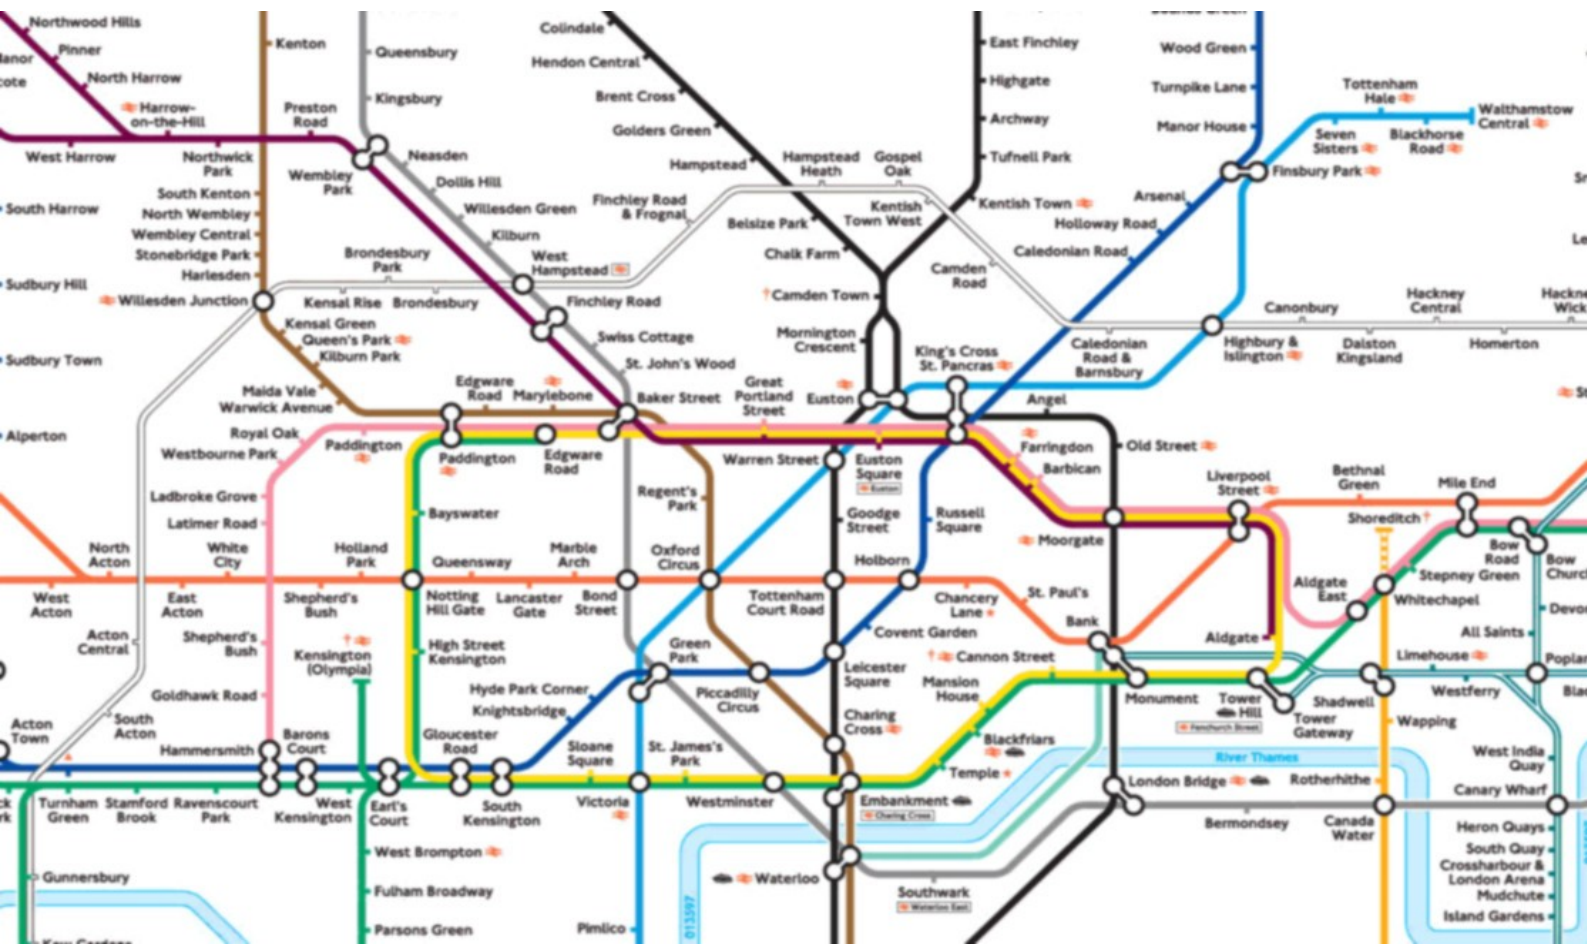 Northwood Hills
Pinner
North Harrow
Harrow-
on-the-Hill
West Harrow
Northwick
Park
Preston
Road
Kenton
Queensbury
Kingsbury
Wembley
Park
South Kenton
North Wembley
Wembley Central
Stonebridge Park
Harlesden
Willesden Junction
South Harrow
Sudbury Hill
Sudbury Town
Alperton
Neasden
Dollis Hill
Willesden Green
Kilburn
West
Hampstead
Finchley Road
Swiss Cottage
St. John's Wood
Baker Street
Brondesbury
Park
Kensal Rise
Brondesbury
Finchley Road
& Frognal
Kensal Green
Queen's Park
Kilburn Park
Maida Vale
Warwick Avenue
Edgware
Road
Marylebone
Royal Oak
Westbourne Park
Paddington
Ladbroke Grove
Latimer Road
Paddington
Edgware
Road
Bayswater
Colindale
Hendon Central
Brent Cross
Golders Green
Hampstead
Belsize Park
Chalk Farm
Camden Town
Mornington
Crescent
Hampstead
Heath
Gospel
Oak
Kentish
Town West
East Finchley
Highgate
Archway
Tufnell Park
Kentish Town
Camden
Road
Wood Green
Turnpike Lane
Manor House
Tottenham
Hale
Walthamstow
Central
Seven
Sisters
Blackhorse
Road
Finsbury Park
Arsenal
Holloway Road
Caledonian Road
Caledonian
Road &
Barnsbury
Highbury &
Islington
Canonbury
Dalston
Kingsland
Hackney
Central
Homerton
Wick
King's Cross
St. Pancras
Euston
Great
Portland
Street
Angel
Old Street
Farringdon
Barbican
Moorgate
Liverpool
Street
Bethnal
Green
Mile End
Shoreditch
Bow
Road
Bow
Stepney Green
Whitechapel
Aldgate
East
Aldgate
Warren Street
Euston
Square
Euston
Regent's
Park
Goodge
Street
Russell
Square
Oxford
Circus
Holborn
Tottenham
Court Road
Chancery
Lane
St. Paul's
Bank
North
Acton
White
City
Holland
Park
Queensway
Marble
Arch
West
Acton
East
Acton
Shepherd's
Bush
Notting
Hill Gate
Lancaster
Gate
Bond
Street
Acton
Central
Shepherd's
Bush
Kensington
(Olympia)
High Street
Kensington
Goldhawk Road
Hyde Park Corner
Knightsbridge
Green
Park
Piccadilly
Circus
Leicester
Square
Covent Garden
Cannon Street
Mansion
House
Charing
Cross
Blackfriars
Temple
Monument
Tower
Hill
Fenchurch Street
Tower
Gateway
Shadwell
Limehouse
Westferry
All Saints
Wapping
Rotherhithe
River Thames
West India
Quay
Canary Wharf
Heron Quays
South Quay
Crossharbour &
London Arena
Mudchute
Island Gardens
London Bridge
Bermondsey
Canada
Water
Acton
Town
South
Acton
Hammersmith
Barons
Court
Gloucester
Road
Sloane
Square
St. James's
Park
Turnham
Green
Stamford
Brook
Ravenscourt
Park
West
Kensington
Earl's
Court
South
Kensington
Victoria
Westminster
Embankment
Charing Cross
Waterloo
Southwark
Waterloo East
Gunnersbury
West Brompton
Fulham Broadway
Parsons Green
Pimlico